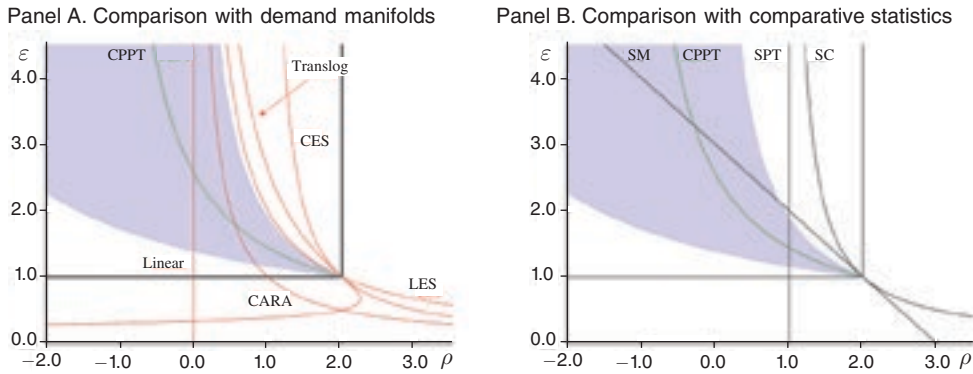 Panel A. Comparison with demand manifolds
ε
4.0
3.0
2.0
1.0
0.0
-2.0
-1.0
0.0
1.0
2.0
3.0
ρ
CPPT
Translog
CES
Linear
CARA
LES
Panel B. Comparison with comparative statistics
ε
4.0
3.0
2.0
1.0
0.0
-2.0
-1.0
0.0
1.0
2.0
3.0
ρ
SM
CPPT
SPT
SC